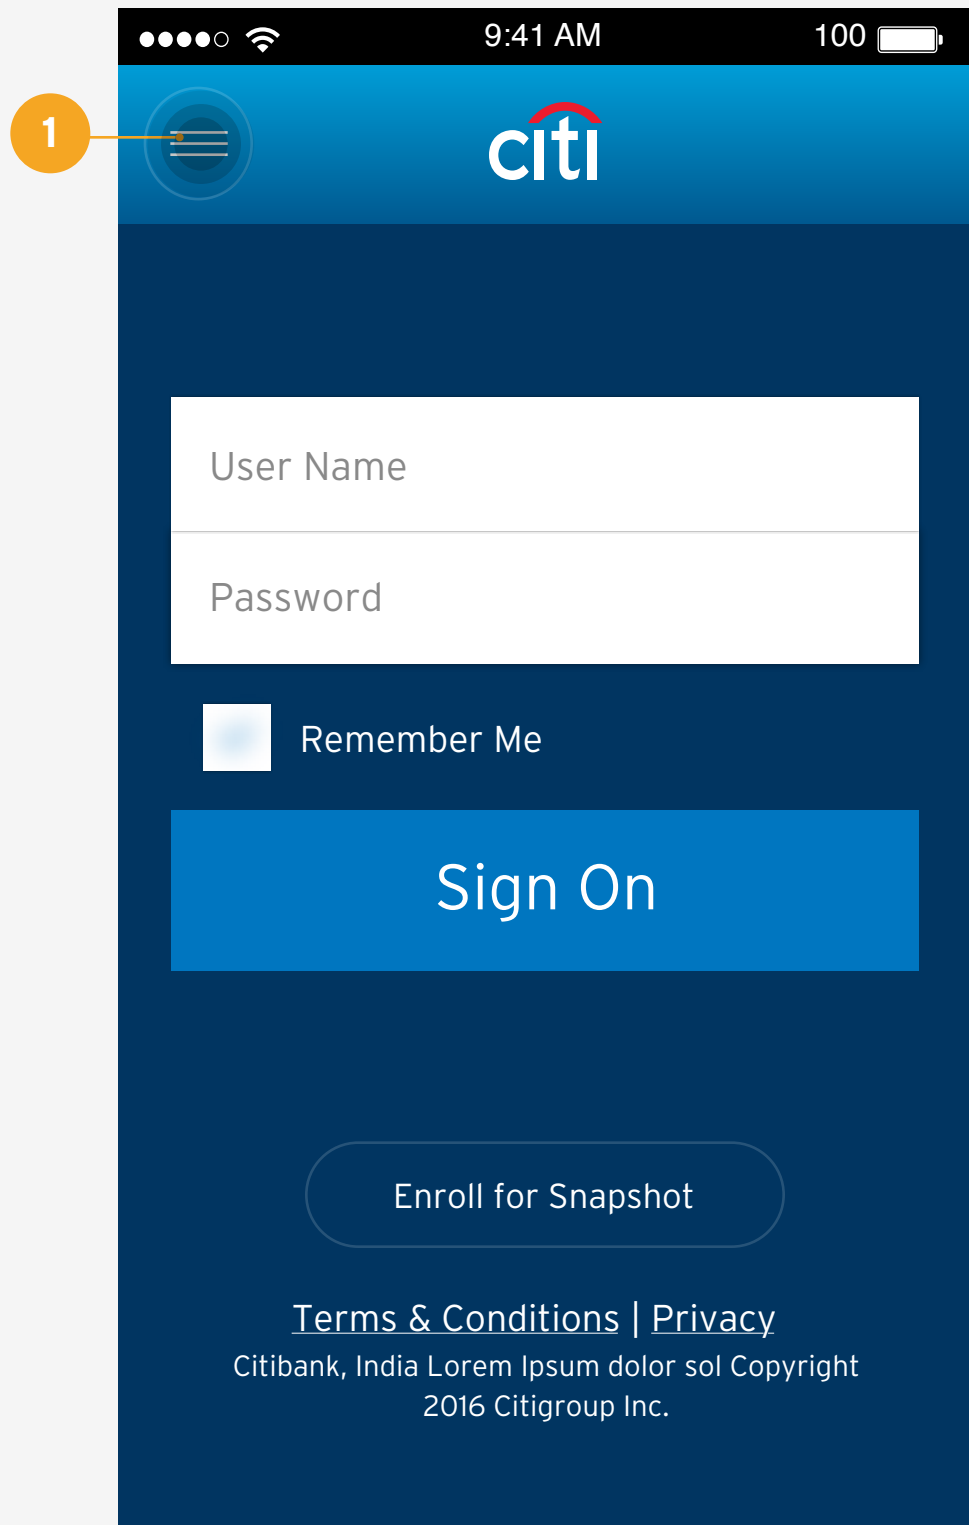 9:41 AM
100
1
citi
User Name
Password
Remember Me
Sign On
Enroll for Snapshot
Terms & Conditions | Privacy
Citibank, India Lorem Ipsum dolor sol Copyright
2016 Citigroup Inc.